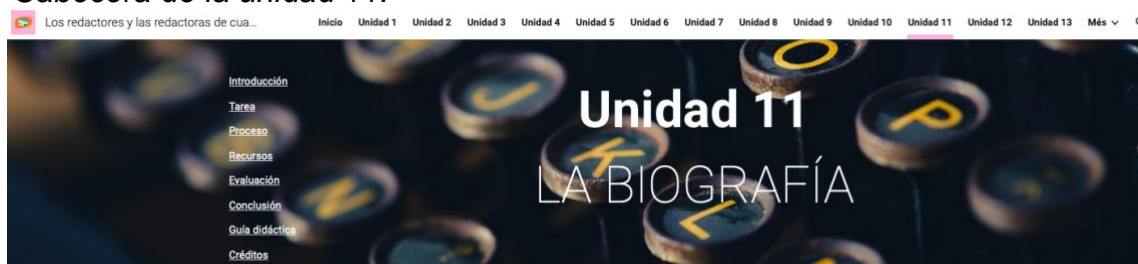 Cabecera de la unidad 11:
Los redactores y las redactoras de cua...
Inicio Unidad 1 Unidad 2 Unidad 3 Unidad 4 Unidad 5 Unidad 6 Unidad 7 Unidad 8 Unidad 9 Unidad 10 Unidad 11 Unidad 12 Unidad 13 Més
Introducción
Tarea
Proceso
Recursos
Evaluación
Conclusión
Guía didáctica
Créditos
Unidad 11
LA BIOGRAFÍA
O
J
P
K
N
L